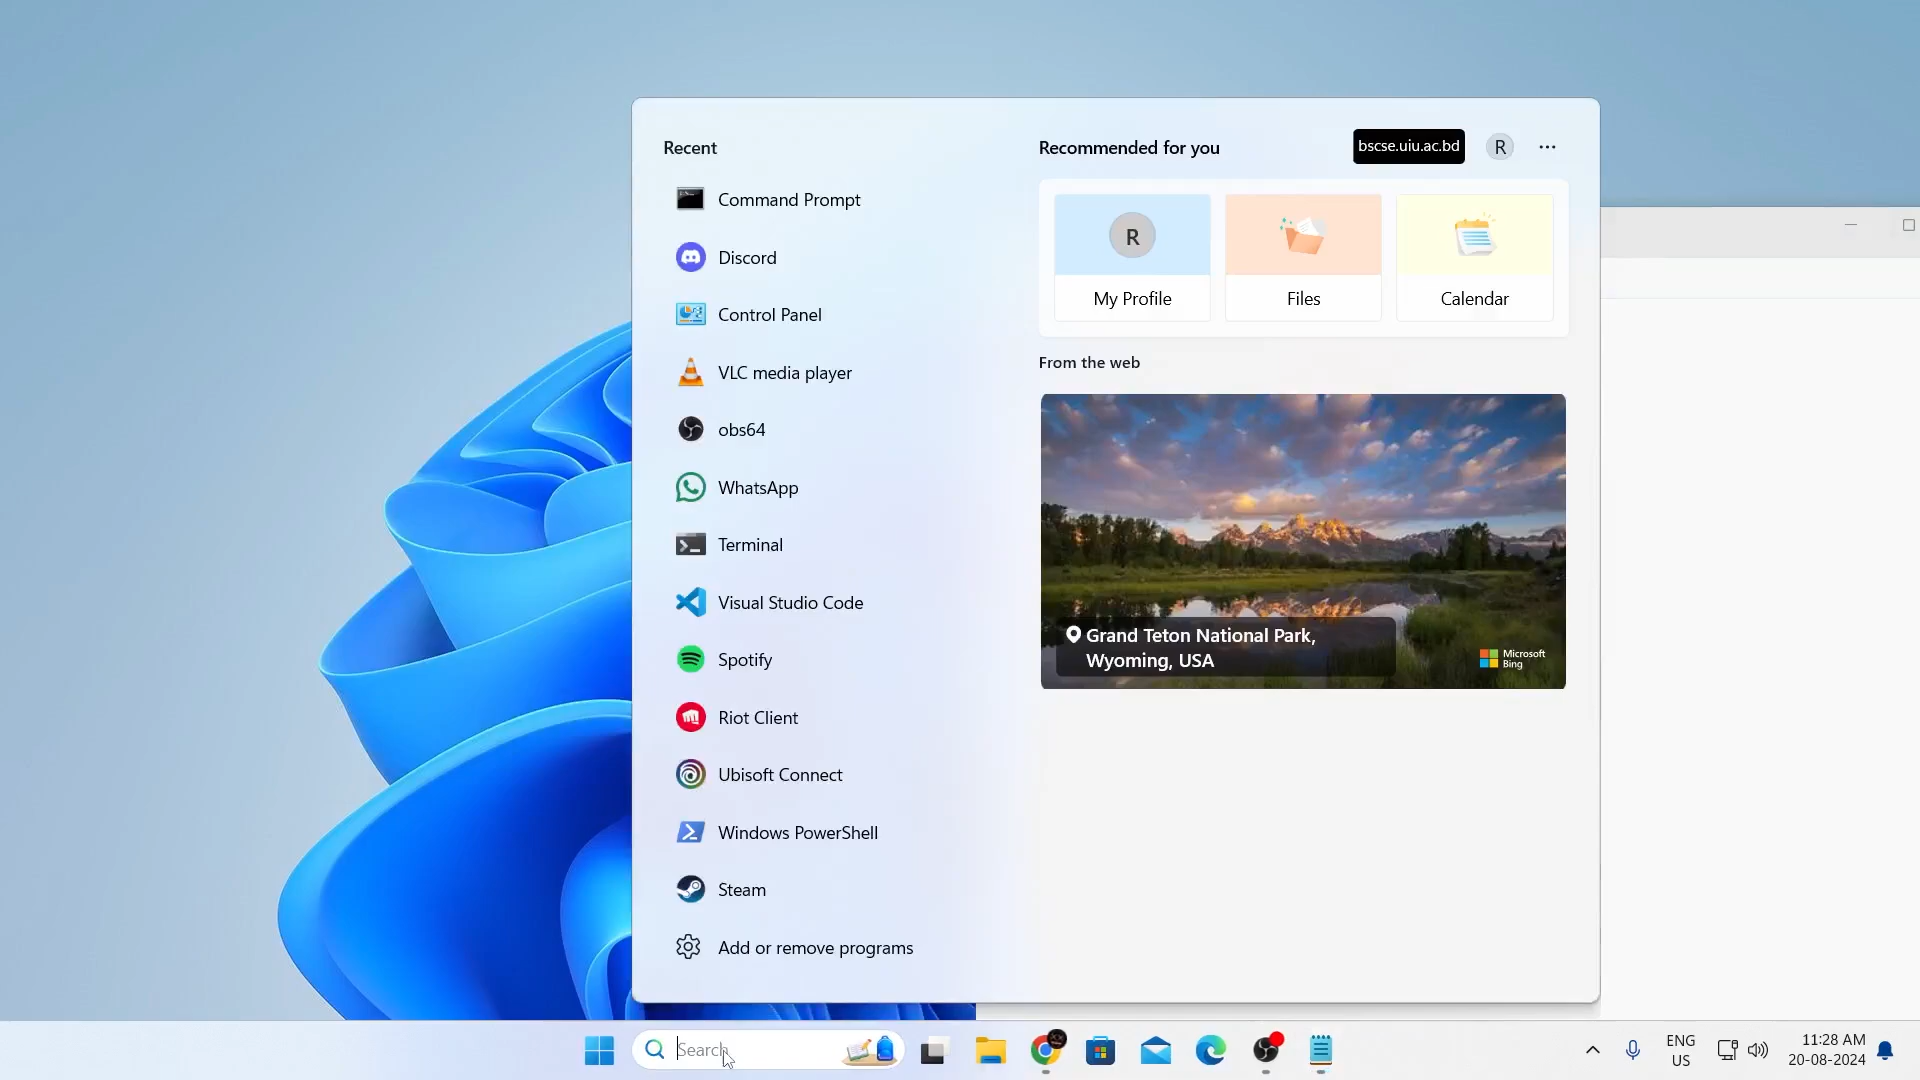 Recent
Command Prompt
Discord
Control Panel
VLC media player
obs64
WhatsApp
Terminal
Visual Studio Code
Spotify
Riot Client
Ubisoft Connect
Windows PowerShell
Steam
Add or remove programs
Recommended for you
bscse.uiu.ac.bd
R
R
My Profile
Files
Calendar
From the web
Grand Teton National Park,
Wyoming, USA
Microsoft
Bing
Search
ENG
US
11:28 AM
20-08-2024